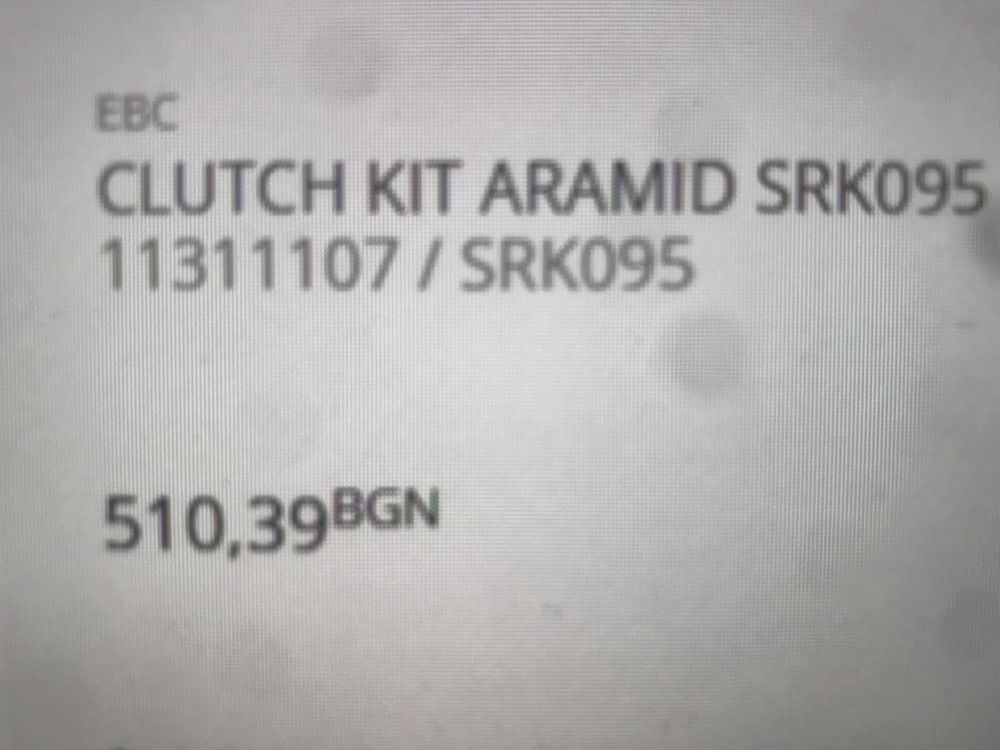 EBC
CLUTCH KIT ARAMID SRK095
11311107 / SRK095
510,39BGN